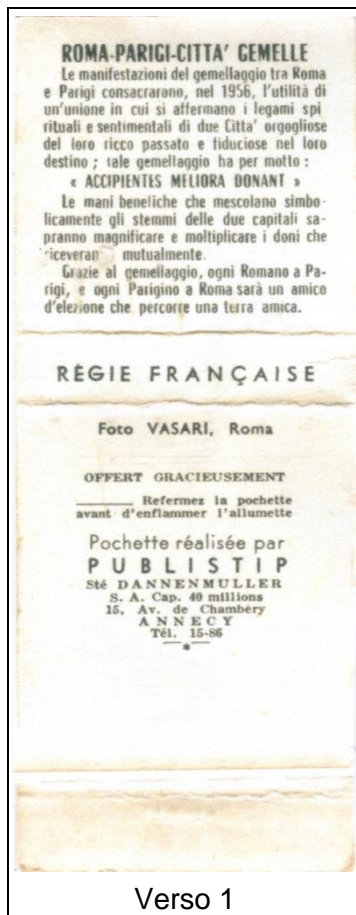 ROMA-PARIGI-CITTA' GEMELLE
Le manifestazioni del gemellaggio tra Roma
e Parigi consacrarono, nel 1956, l'utilità di
un'unione in cui si affermano i legami spi
rituali e sentimentali di due Citta' orgogliose
del loro ricco passato e fiduciose nel loro
destino ; tale gemellaggio ha per motto :
« ACCIPIENTES MELIORA DONANT »
Le mani benefiche che mescolano simbo-
licamente gli stemmi delle due capitali sa-
pranno magnificare e moltiplicare i doni che
riceveran mutualmente.
Grazie al gemellaggio, ogni Romano a Pa-
rigi, e ogni Parigino a Roma sarà un amico
d'elezione che percorre una terra amica.
RÉGIE FRANÇAISE
Foto VASARI, Roma
OFFERT GRACIEUSEMENT
Refermez la pochette
avant d'enflammer l'allumette
Pochette réalisée par
PUBLISTIP
Sté DANNENMULLER
S. A. Cap. 40 millions
15, Av. de Chambéry
ANNECY
Tél. 15-86
Verso 1